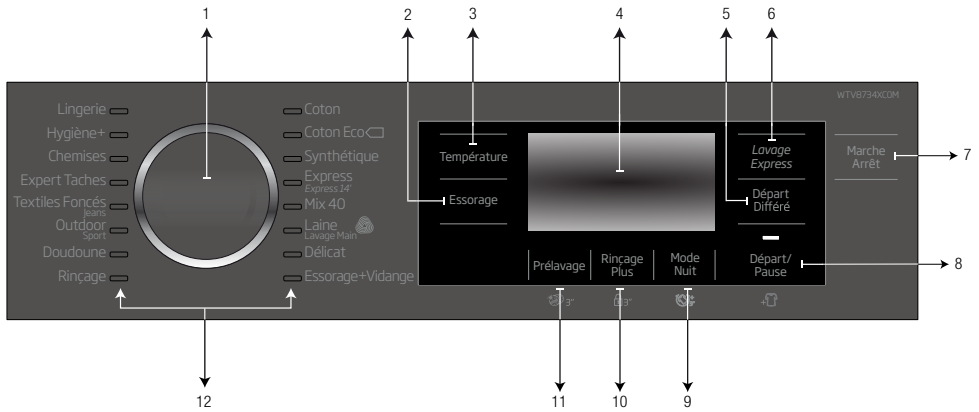 1
2
3
4
5
6
WTV8734XC0M
Lingerie
Hygiène+
Chemises
Expert Taches
Textiles Foncés
Jeans
Outdoor
Sport
Doudoune
Rinçage
Coton
Coton Eco
Synthétique
Express
Express 14'
Mix 40
Laine
Lavage Main
Délicat
Essorage+Vidange
Température
Essorage
Lavage
Express
Départ
Différé
Marche
Arrêt
7
Prélavage
Rinçage
Plus
Mode
Nuit
Départ/
Pause
8
3"
3"
12
11
10
9